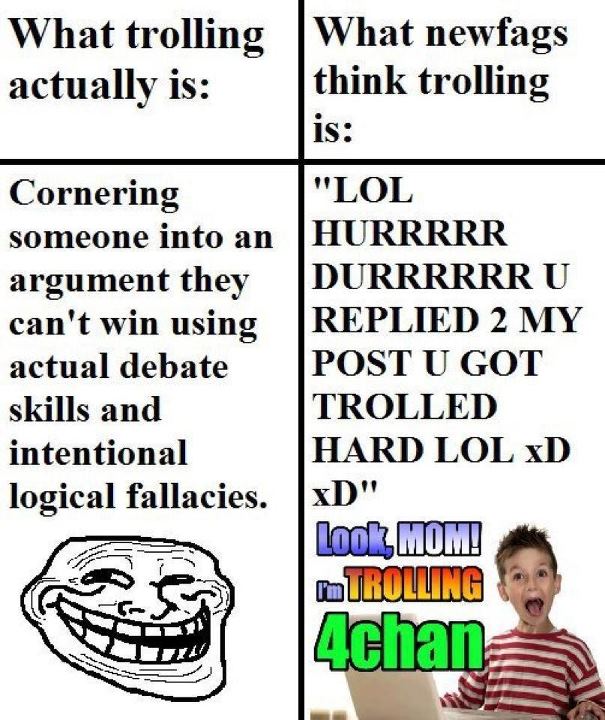 What trolling
actually is:
What newfags
think trolling
is:
Cornering
someone into an
argument they
can't win using
actual debate
skills and
intentional
logical fallacies.
"LOL
HURRRRR
DURRRRRR U
REPLIED 2 MY
POST U GOT
TROLLED
HARD LOL xD
xD"
Look, MOM!
I'm TROLLING
4chan